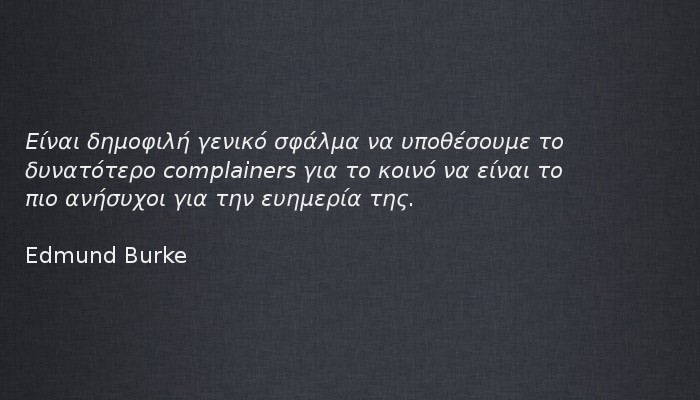 Είναι δημοφιλή γενικό σφάλμα να υποθέσουμε το
δυνατότερο complainers για το κοινό να είναι το
πιο ανήσυχοι για την ευημερία της.
Edmund Burke